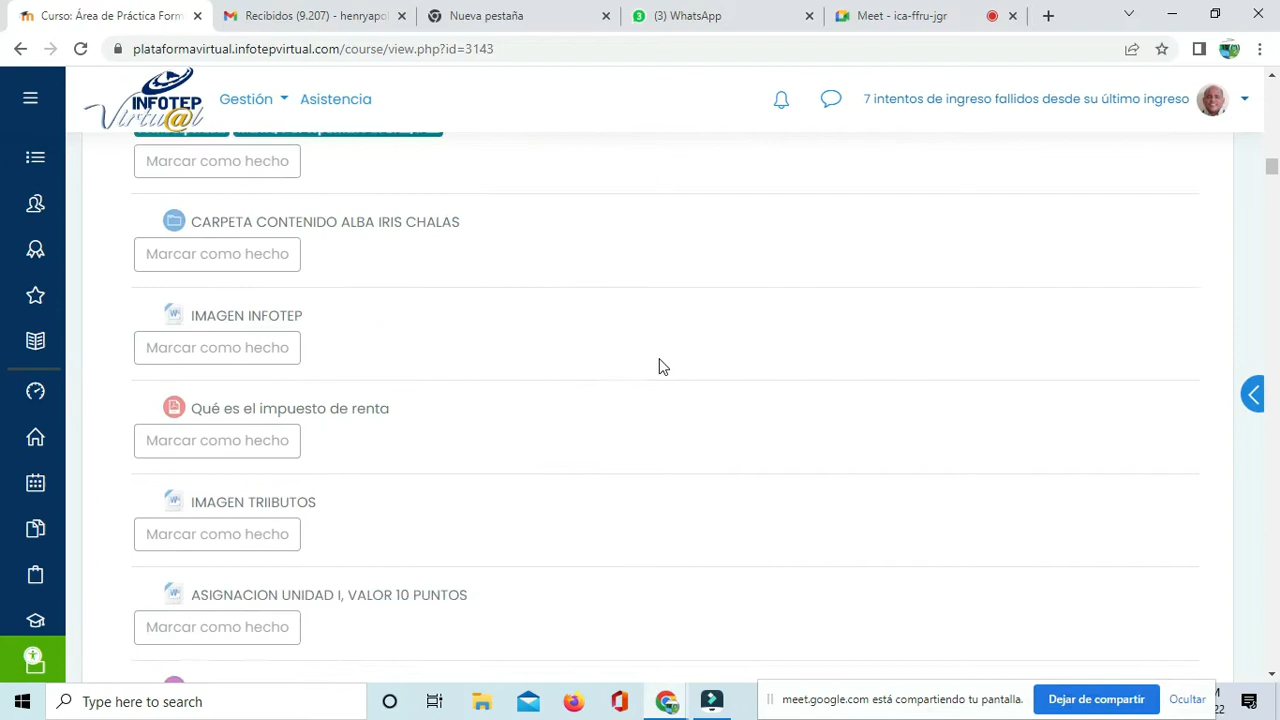 Curso: Área de Práctica Form
Recibidos (9.207) - henrypol
Nueva pestaña
3
(3) WhatsApp
Meet - ica-ffru-jgr
plataformavirtual.infotepvirtual.com/course/view.php?id=3143
INFOTEP
Virtu@l
Gestión
Asistencia
7 intentos de ingreso fallidos desde su último ingreso
Marcar como hecho
CARPETA CONTENIDO ALBA IRIS CHALAS
Marcar como hecho
IMAGEN INFOTEP
Marcar como hecho
Qué es el impuesto de renta
Marcar como hecho
IMAGEN TRIIBUTOS
Marcar como hecho
ASIGNACION UNIDAD I, VALOR 10 PUNTOS
Marcar como hecho
Type here to search
meet.google.com está compartiendo tu pantalla.
Dejar de compartir
Ocultar
M
22